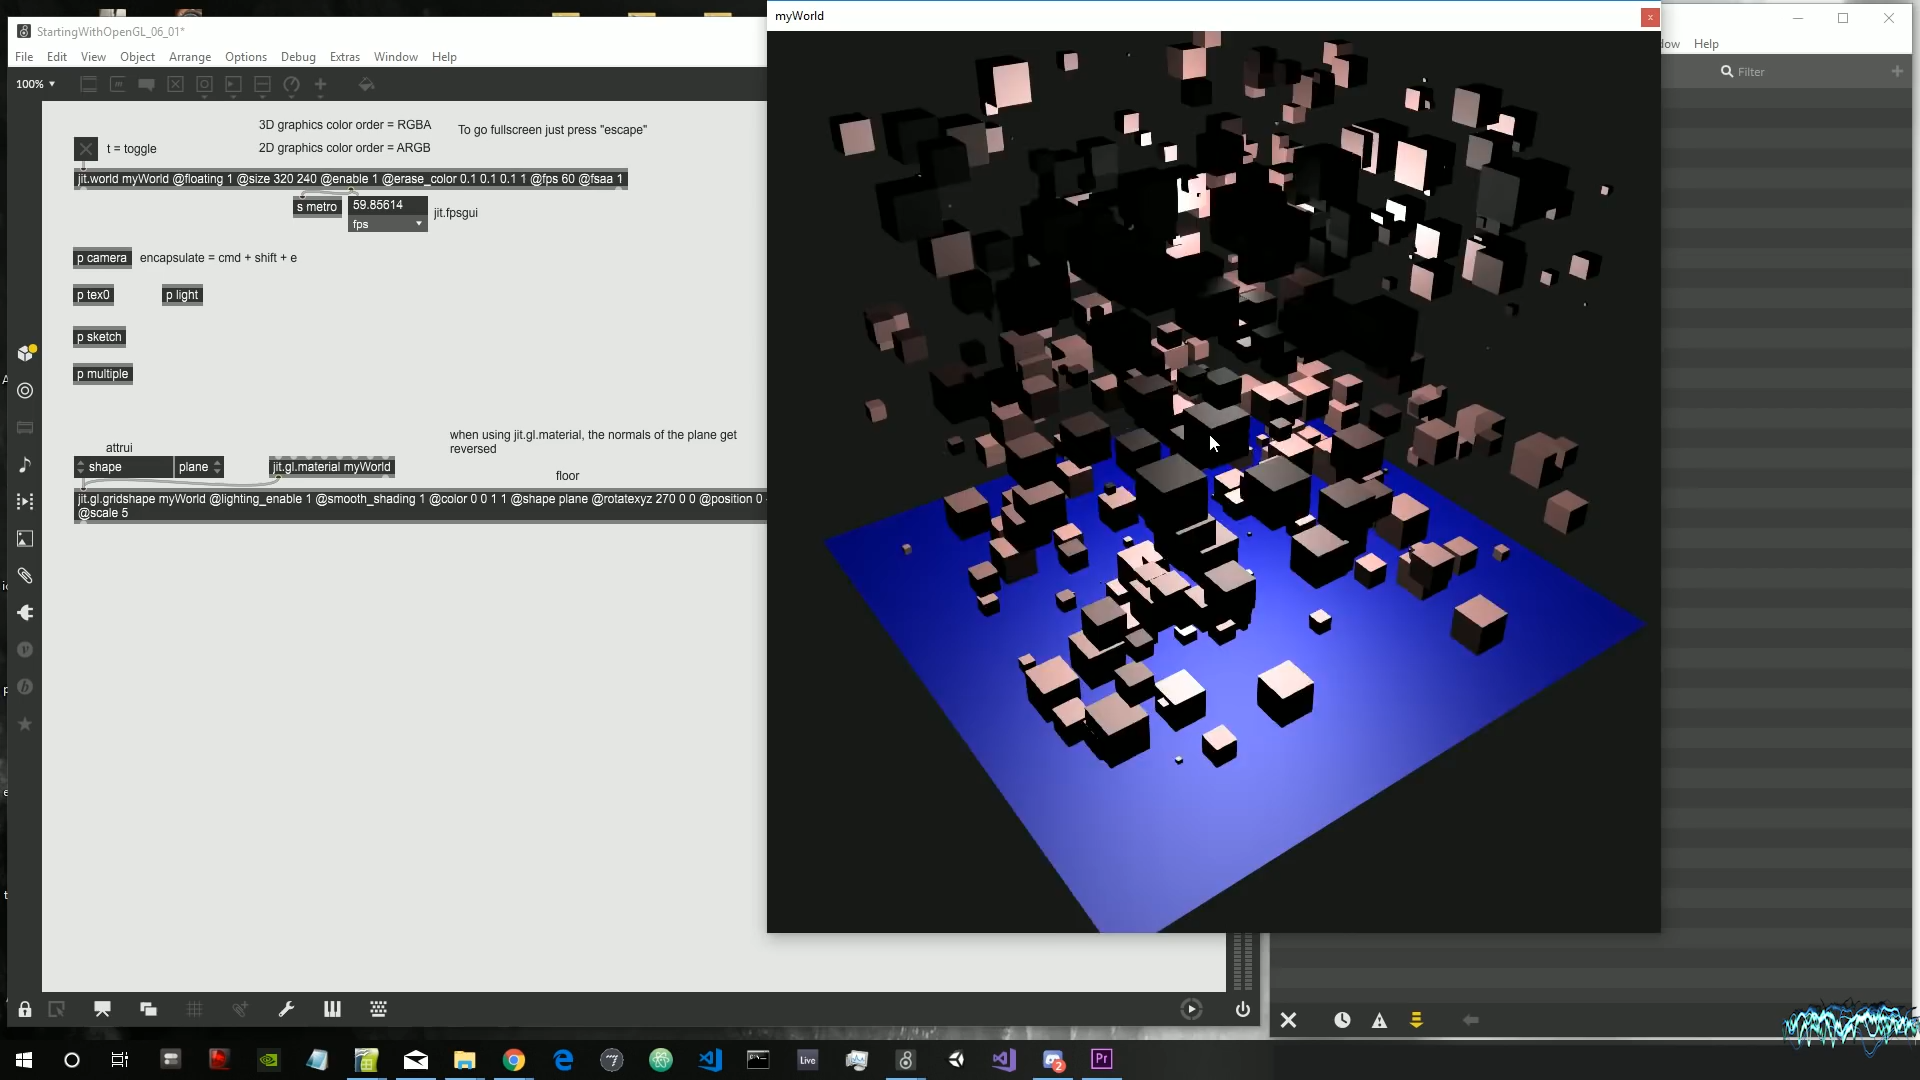 StartingWithOpenGL_06_01*
File Edit View Object Arrange Options Debug Extras Window Help
100%
3D graphics color order = RGBA
To go fullscreen just press "escape"
t = toggle
2D graphics color order = ARGB
jit.world myWorld @floating 1 @size 320 240 @enable 1 @erase_color 0.1 0.1 0.1 1 @fps 60 @fsaa 1
s metro
59.85614
fps
jit.fpsgui
p camera
encapsulate = cmd + shift + e
p tex0
p light
p sketch
p multiple
when using jit.gl.material, the normals of the plane get
reversed
attrui
shape
plane
jit.gl.material myWorld
floor
jit.gl.gridshape myWorld @lighting_enable 1 @smooth_shading 1 @color 0 0 1 1 @shape plane @rotatexyz 270 0 0 @position 0
@scale 5
myWorld
x
Help
Filter
Live
2
Pr